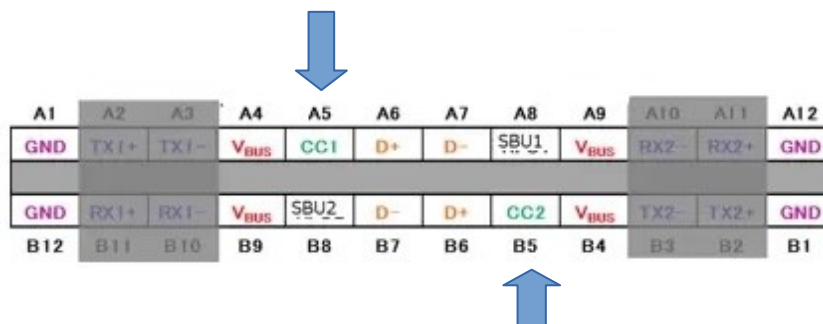 A1 A2 A3 A4 A5 A6 A7 A8 A9 A10 A11 A12
GND TX1+ TX1- VBUS CC1 D+ D- SBU1 VBUS RX2- RX2+ GND
GND RX1+ RX1- VBUS SBU2 D- D+ CC2 VBUS TX2- TX2+ GND
B12 B11 B10 B9 B8 B7 B6 B5 B4 B3 B2 B1